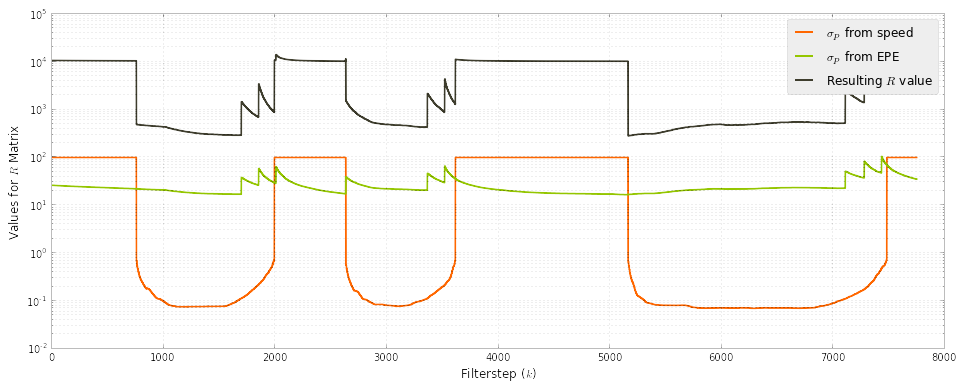 10^5
10^4
10^3
10^2
10^1
10^0
10^-1
10^-2
Values for R Matrix
σ_p from speed
σ_p from EPE
Resulting R value
0 1000 2000 3000 4000 5000 6000 7000 8000
Filterstep (k)